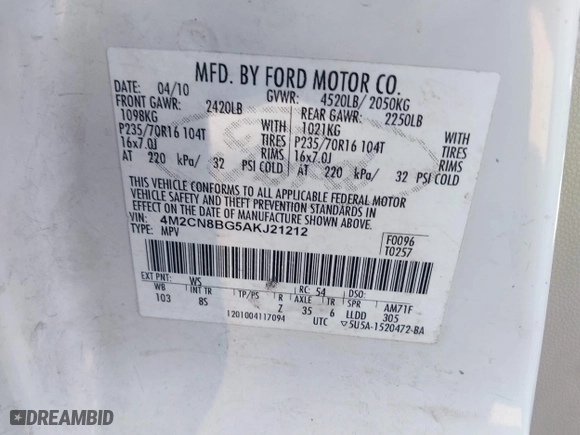 MFD. BY FORD MOTOR CO.
DATE: 04/10 GVWR: 4520LB/ 2050KG
FRONT GAWR: 2420LB REAR GAWR: 2250LB
1098KG WITH 1021KG WITH
P235/70R16 104T TIRES P235/70R16 104T TIRES
16x7.0J RIMS 16x7.0J RIMS
AT 220 kPa/ 32 PSI COLD AT 220 kPa/ 32 PSI COLD
THIS VEHICLE CONFORMS TO ALL APPLICABLE FEDERAL MOTOR
VEHICLE SAFETY AND THEFT PREVENTION STANDARDS IN
EFFECT ON THE DATE OF MANUFACTURE SHOWN ABOVE.
VIN: 4M2CN8BG5AKJ21212
TYPE: MPV
F0096
T0257
EXT PNT: WS RC: 54 DSO:
WB INT TR TP/PS R AXLE TR SPR AM71F
103 8S Z 35 6 LLDD 305
1201004117094 UTC ▽5U5A-1520472-BA
DREAMBID